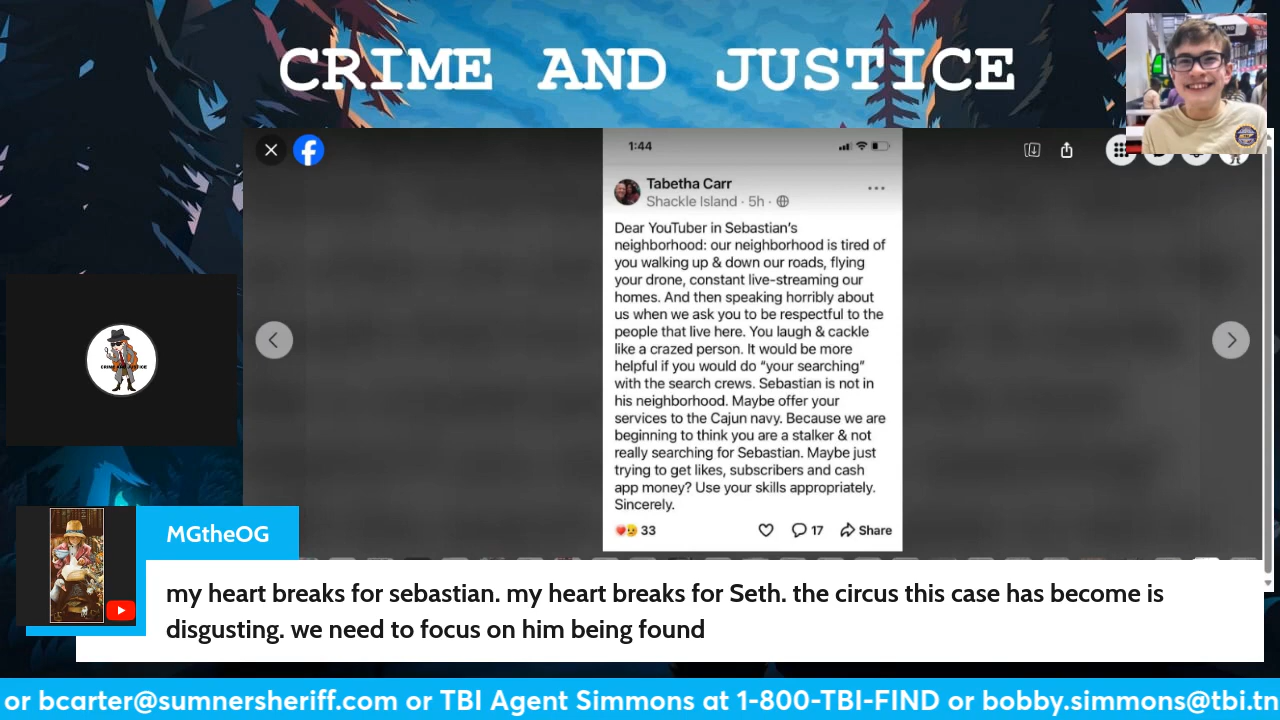 CRIME AND JUSTICE
1:44
Tabetha Carr
Shackle Island · 5h ·
Dear YouTuber in Sebastian's
neighborhood: our neighborhood is tired of
you walking up & down our roads, flying
your drone, constant live-streaming our
homes. And then speaking horribly about
us when we ask you to be respectful to the
people that live here. You laugh & cackle
like a crazed person. It would be more
helpful if you would do “your searching”
with the search crews. Sebastian is not in
his neighborhood. Maybe offer your
services to the Cajun navy. Because we are
beginning to think you are a stalker & not
really searching for Sebastian. Maybe just
trying to get likes, subscribers and cash
app money? Use your skills appropriately.
Sincerely.
33
17
Share
CRIME AND JUSTICE
MGtheOG
my heart breaks for sebastian. my heart breaks for Seth. the circus this case has become is
disgusting. we need to focus on him being found
or bcarter@sumnersheriff.com or TBI Agent Simmons at 1-800-TBI-FIND or bobby.simmons@tbi.tn